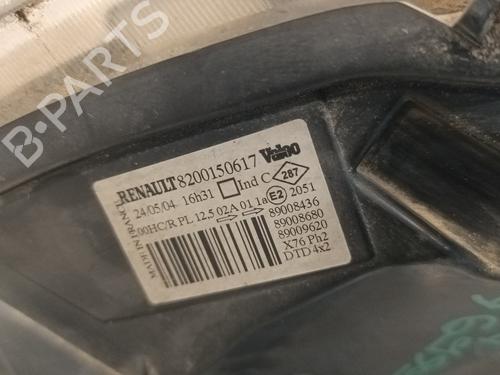 B-PARTS
RENAULT 8200150617 Valeo
24/05/04 16h31 Ind C 287
00HC/R PL 12.5 02A 01 1a E2 2051
MADE IN FRANCE
89008436
89008680
89009620
X76 Ph2
DTD 4x2